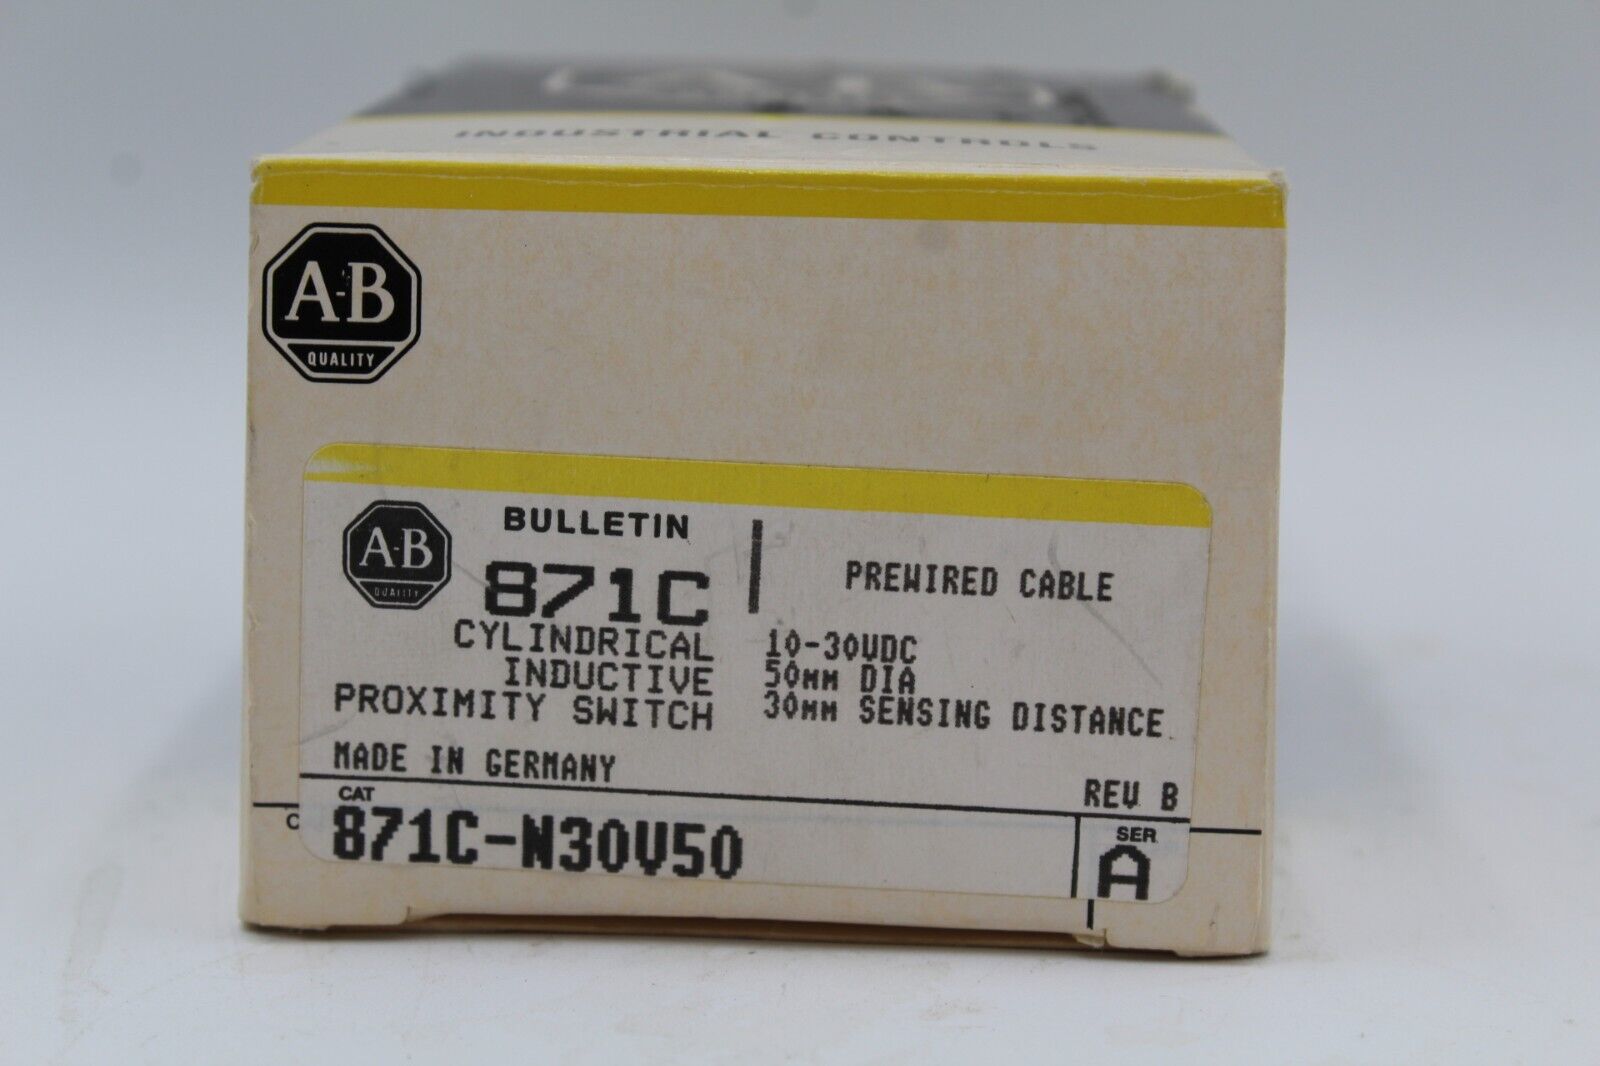 INDUSTRIAL CONTROLS
A-B
QUALITY
A-B
QUALITY
BULLETIN
871C
CYLINDRICAL
INDUCTIVE
PROXIMITY SWITCH
PREWIRED CABLE
10-30VDC
50MM DIA
30MM SENSING DISTANCE
MADE IN GERMANY
REV B
CAT
871C-N30V50
SER
A
C